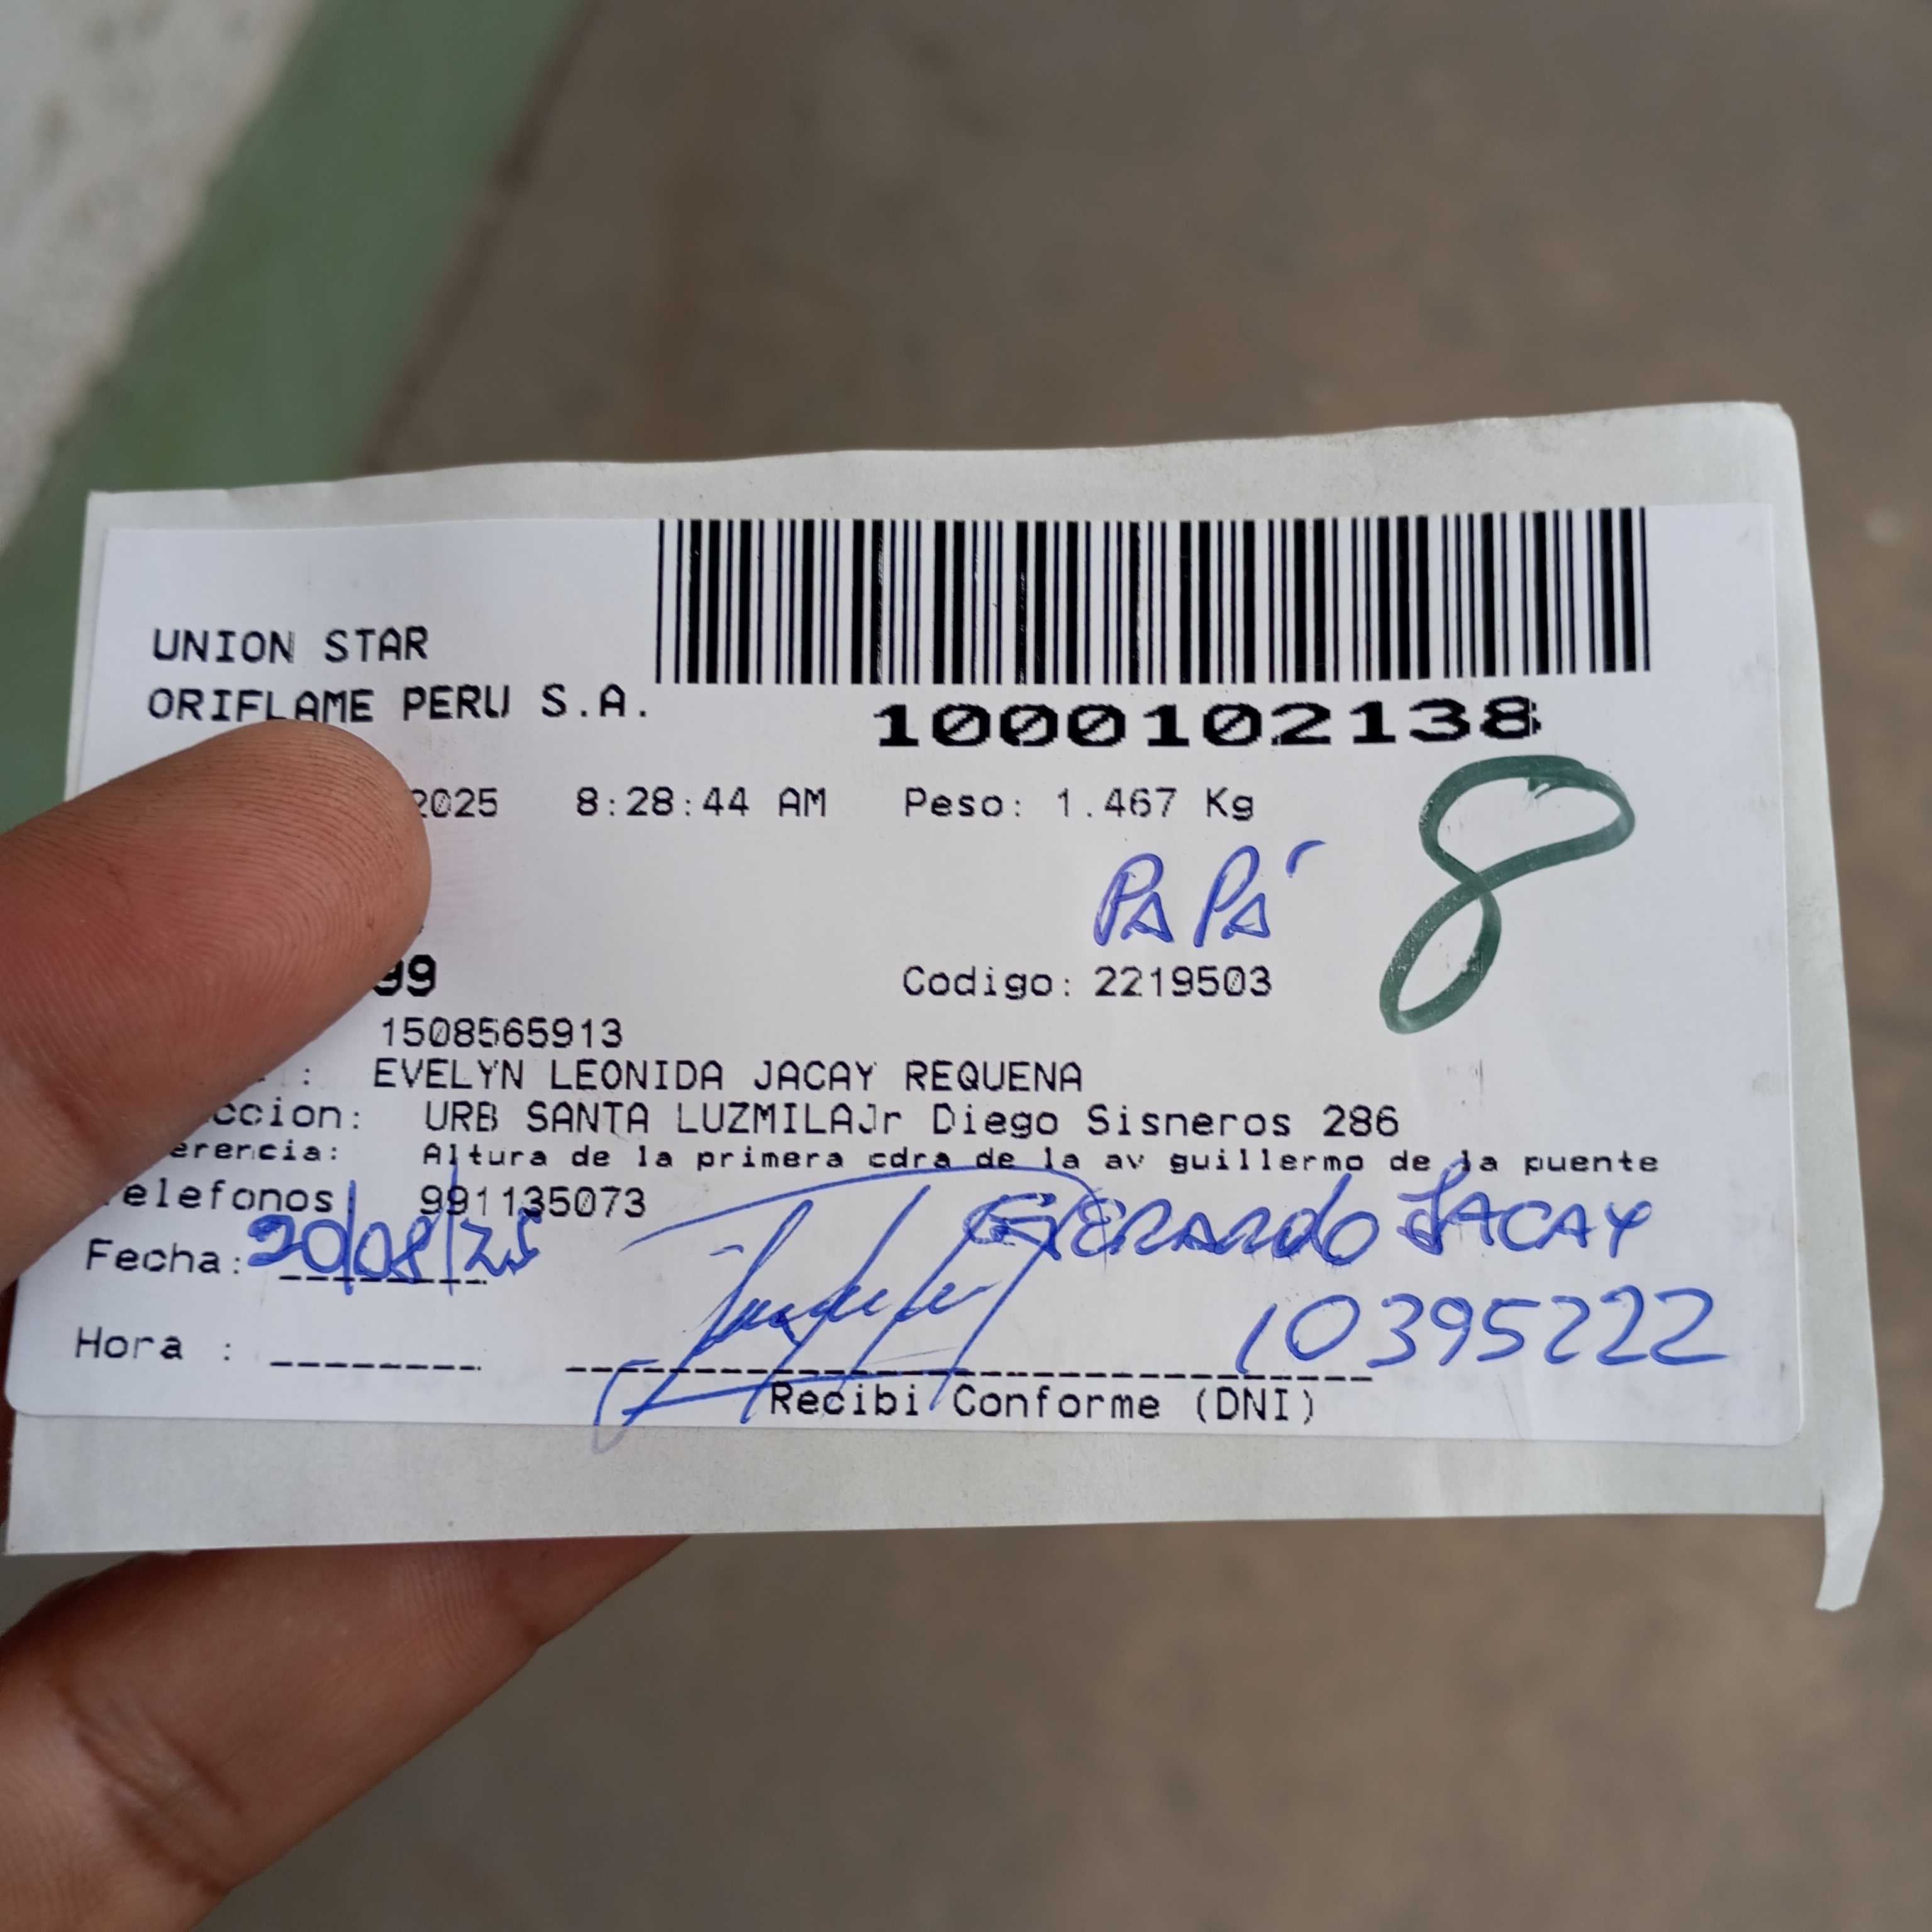 UNION STAR
ORIFLAME PERU S.A.
1000102138
2025 8:28:44 AM Peso: 1.467 Kg
8
PAPÁ
99 Codigo: 2219503
1508565913
: EVELYN LEONIDA JACAY REQUENA
ccion: URB SANTA LUZMILAJr Diego Sisneros 286
erencia: Altura de la primera cdra de la av guillermo de la puente
elefonos 991135073
GERARDO JACAY
Fecha: 20/08/25
10395222
Hora :
Recibi Conforme (DNI)